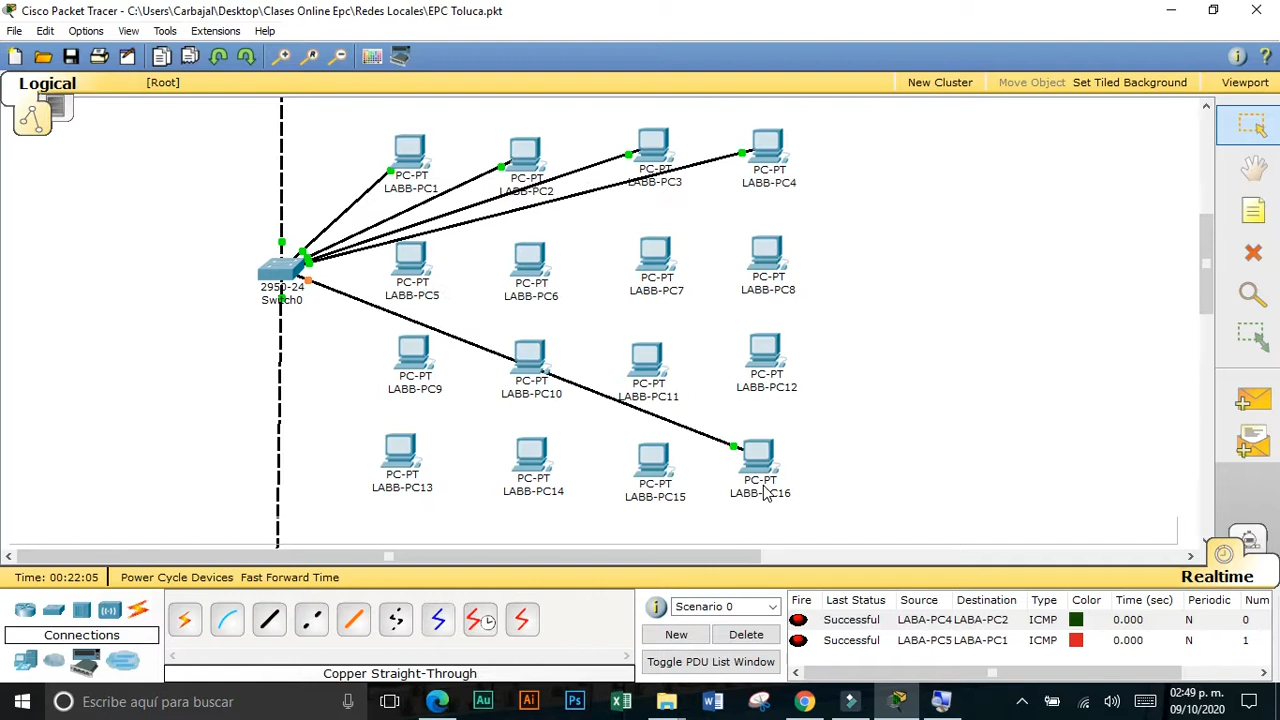 Cisco Packet Tracer - C:\Users\Carbajal\Desktop\Clases Online Epc\Redes Locales\EPC Toluca.pkt
File Edit Options View Tools Extensions Help
Logical [Root] New Cluster Move Object Set Tiled Background Viewport
PC-PT
LABB-PC1
PC-PT
LABB-PC2
PC-PT
LABB-PC3
PC-PT
LABB-PC4
2950-24
Switch0
PC-PT
LABB-PC5
PC-PT
LABB-PC6
PC-PT
LABB-PC7
PC-PT
LABB-PC8
PC-PT
LABB-PC9
PC-PT
LABB-PC10
PC-PT
LABB-PC11
PC-PT
LABB-PC12
PC-PT
LABB-PC13
PC-PT
LABB-PC14
PC-PT
LABB-PC15
PC-PT
LABB-PC16
Time: 00:22:05 Power Cycle Devices Fast Forward Time Realtime
Connections
Copper Straight-Through
Scenario 0
New Delete
Toggle PDU List Window
Fire Last Status Source Destination Type Color Time (sec) Periodic Num
Successful LABA-PC4 LABA-PC2 ICMP 0.000 N 0
Successful LABA-PC5 LABA-PC1 ICMP 0.000 N 1
Escribe aquí para buscar
Au Ai Ps
02:49 p. m.
09/10/2020